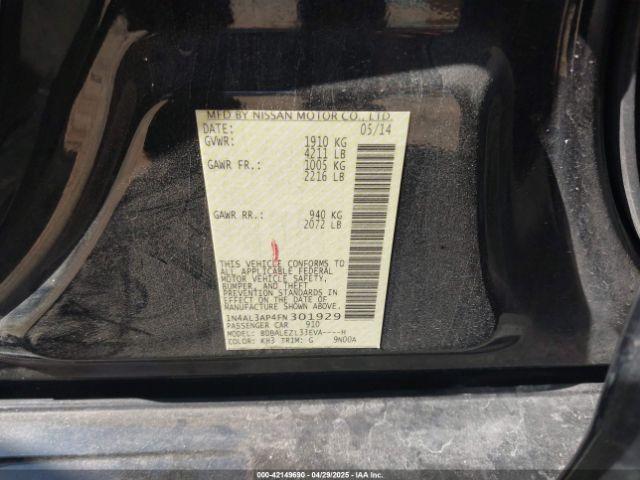 MFD BY NISSAN MOTOR CO., LTD.
DATE: 05/14
GVWR: 1910 KG
4211 LB
GAWR FR.: 1005 KG
2216 LB
GAWR RR.: 940 KG
2072 LB
THIS VEHICLE CONFORMS TO
ALL APPLICABLE FEDERAL
MOTOR VEHICLE SAFETY,
BUMPER, AND THEFT
PREVENTION STANDARDS IN
EFFECT ON THE DATE OF
MANUFACTURE SHOWN ABOVE.
1N4AL3AP4FN301929
PASSENGER CAR 910
MODEL: BDBALEZL33EVA----H
COLOR: KH3 TRIM: G 9N00A
000-42149690 - 04/29/2025 - IAAI.COM